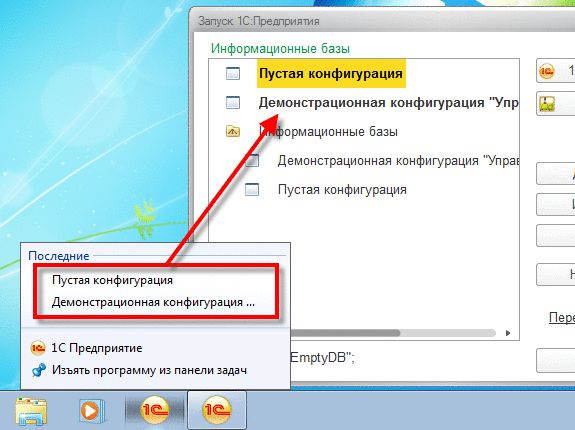 Запуск 1С:Предприятия
Информационные базы
Пустая конфигурация
Демонстрационная конфигурация "Упра
Информационные базы
Демонстрационная конфигурация "Управ
Пустая конфигурация
EmptyDB";
Пере
Последние
Пустая конфигурация
Демонстрационная конфигурация ...
1С Предприятие
Изъять программу из панели задач